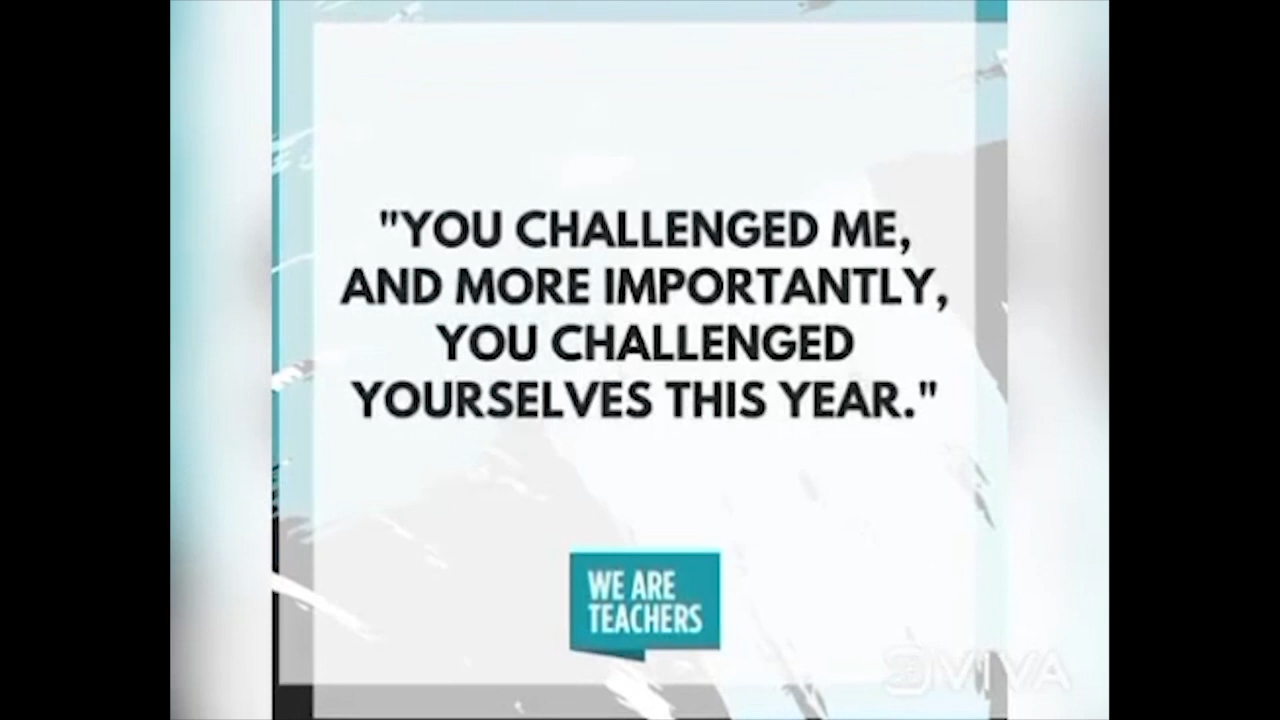 "YOU CHALLENGED ME,
AND MORE IMPORTANTLY,
YOU CHALLENGED
YOURSELVES THIS YEAR."
WE ARE
TEACHERS
VIVA